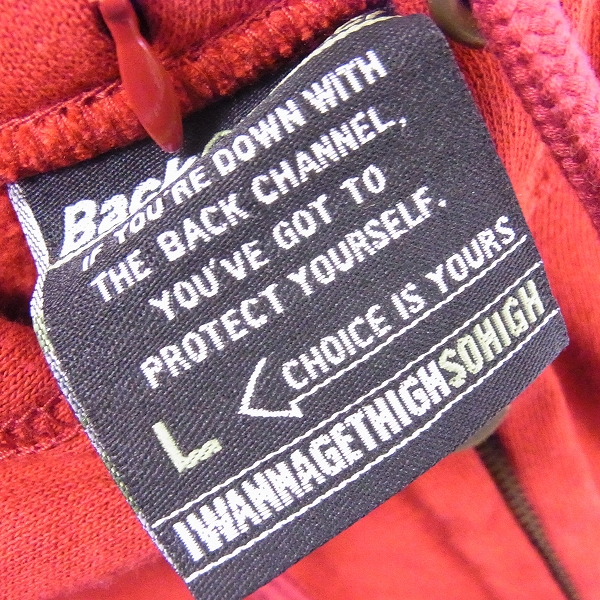 Back
IF YOU'RE DOWN WITH
THE BACK CHANNEL,
YOU'VE GOT TO
PROTECT YOURSELF.
CHOICE IS YOURS
L
IWANNAGETHIGHSOHIGH